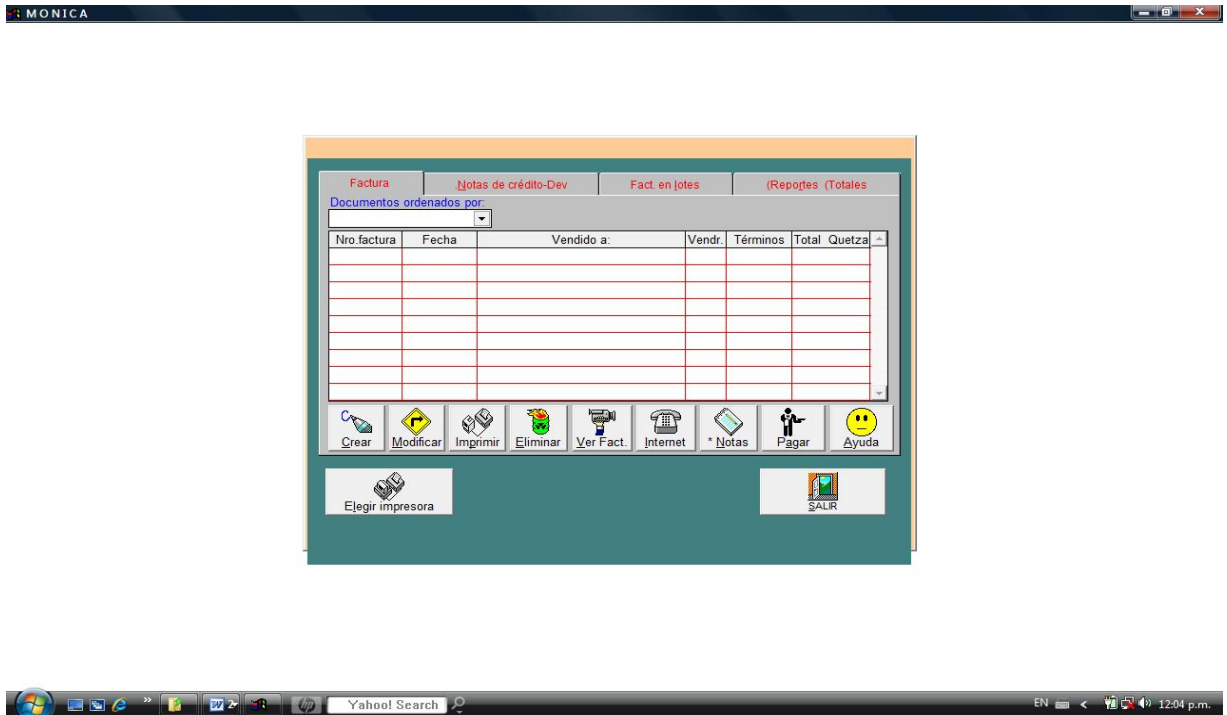 MONICA
Factura .Notas de crédito-Dev Fact. en lotes (Reportes (Totales
Documentos ordenados por:
Nro.factura Fecha Vendido a: Vendr. Términos Total Quetza
Crear Modificar Imprimir Eliminar Ver Fact. Internet * Notas Pagar Ayuda
Elegir impresora SALIR
Yahoo! Search EN 12:04 p.m.